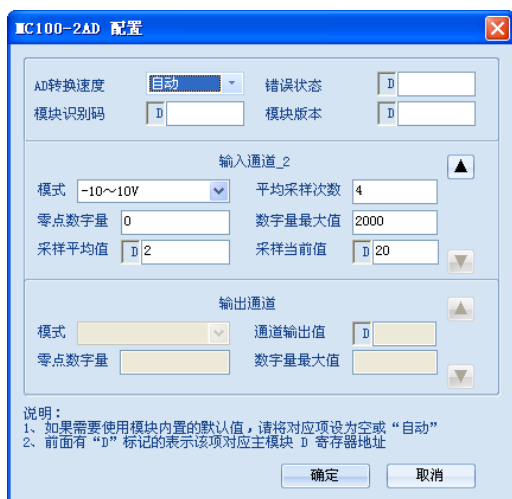 MC100-2AD 配置
AD转换速度 自动 错误状态 D
模块识别码 D 模块版本 D
输入通道_2
模式 -10～10V 平均采样次数 4
零点数字量 0 数字量最大值 2000
采样平均值 D 2 采样当前值 D 20
输出通道
模式 通道输出值 D
零点数字量 数字量最大值
说明：
1、如果需要使用模块内置的默认值，请将对应项设为空或“自动”
2、前面有“D”标记的表示该项对应主模块 D 寄存器地址
确定 取消